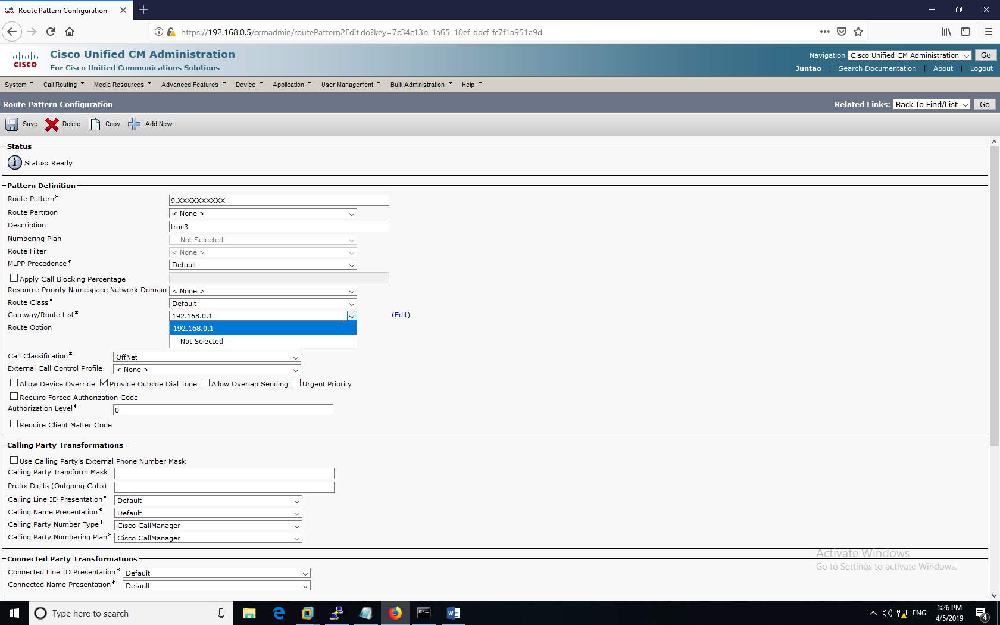 Route Pattern Configuration
https://192.168.0.5/ccmadmin/routePattern2Edit.do?key=7c34c13b-1a65-10ef-ddcf-fc7f1a951a9d
CISCO
Cisco Unified CM Administration
For Cisco Unified Communications Solutions
Navigation Cisco Unified CM Administration Go
Juntao | Search Documentation | About | Logout
System Call Routing Media Resources Advanced Features Device Application User Management Bulk Administration Help
Route Pattern Configuration
Related Links: Back To Find/List Go
Save Delete Copy Add New
Status
Status: Ready
Pattern Definition
Route Pattern* 9.XXXXXXXXXX
Route Partition < None >
Description trail3
Numbering Plan -- Not Selected --
Route Filter < None >
MLPP Precedence* Default
Apply Call Blocking Percentage
Resource Priority Namespace Network Domain < None >
Route Class* Default
Gateway/Route List* 192.168.0.1 (Edit)
Route Option
192.168.0.1
-- Not Selected --
Call Classification* OffNet
External Call Control Profile < None >
Allow Device Override Provide Outside Dial Tone Allow Overlap Sending Urgent Priority
Require Forced Authorization Code
Authorization Level* 0
Require Client Matter Code
Calling Party Transformations
Use Calling Party's External Phone Number Mask
Calling Party Transform Mask
Prefix Digits (Outgoing Calls)
Calling Line ID Presentation* Default
Calling Name Presentation* Default
Calling Party Number Type* Cisco CallManager
Calling Party Numbering Plan* Cisco CallManager
Connected Party Transformations
Connected Line ID Presentation* Default
Connected Name Presentation* Default
Activate Windows
Go to Settings to activate Windows.
Type here to search
ENG
1:26 PM
4/5/2019
4